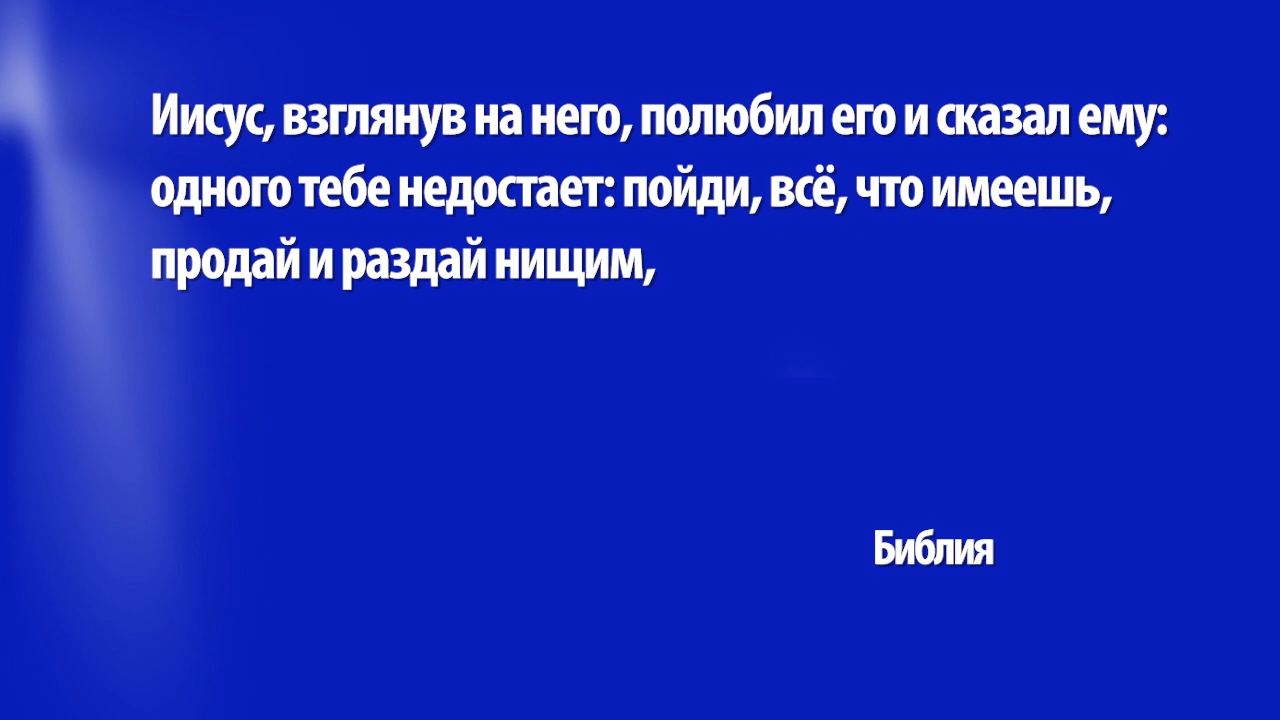 Иисус, взглянув на него, полюбил его и сказал ему:
одного тебе недостает: пойди, всё, что имеешь,
продай и раздай нищим,
Библия